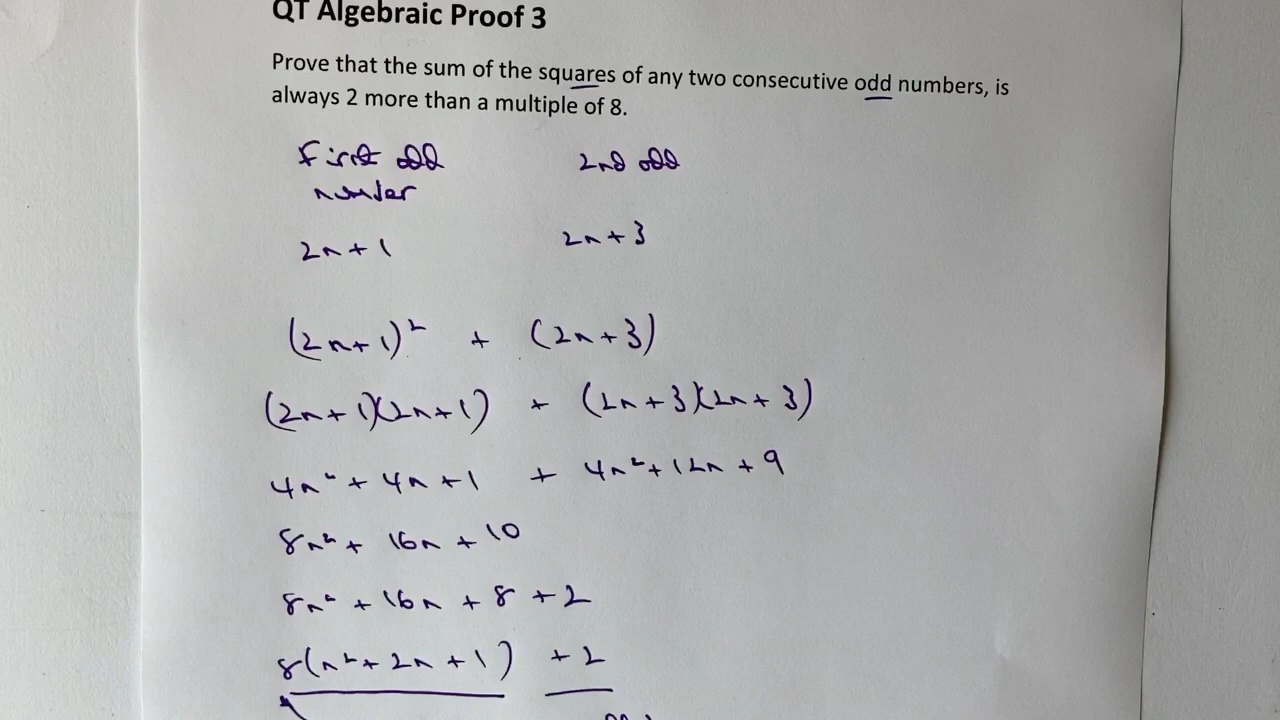 QT Algebraic Proof 3
Prove that the sum of the squares of any two consecutive odd numbers, is
always 2 more than a multiple of 8.
First odd 2nd odd
number
2n + 1 2n + 3
(2n+1)² + (2n+3)
(2n+1)(2n+1) + (2n+3)(2n+3)
4n² + 4n + 1 + 4n² + 12n + 9
8n² + 16n + 10
8n² + 16n + 8 + 2
8(n² + 2n + 1) + 2